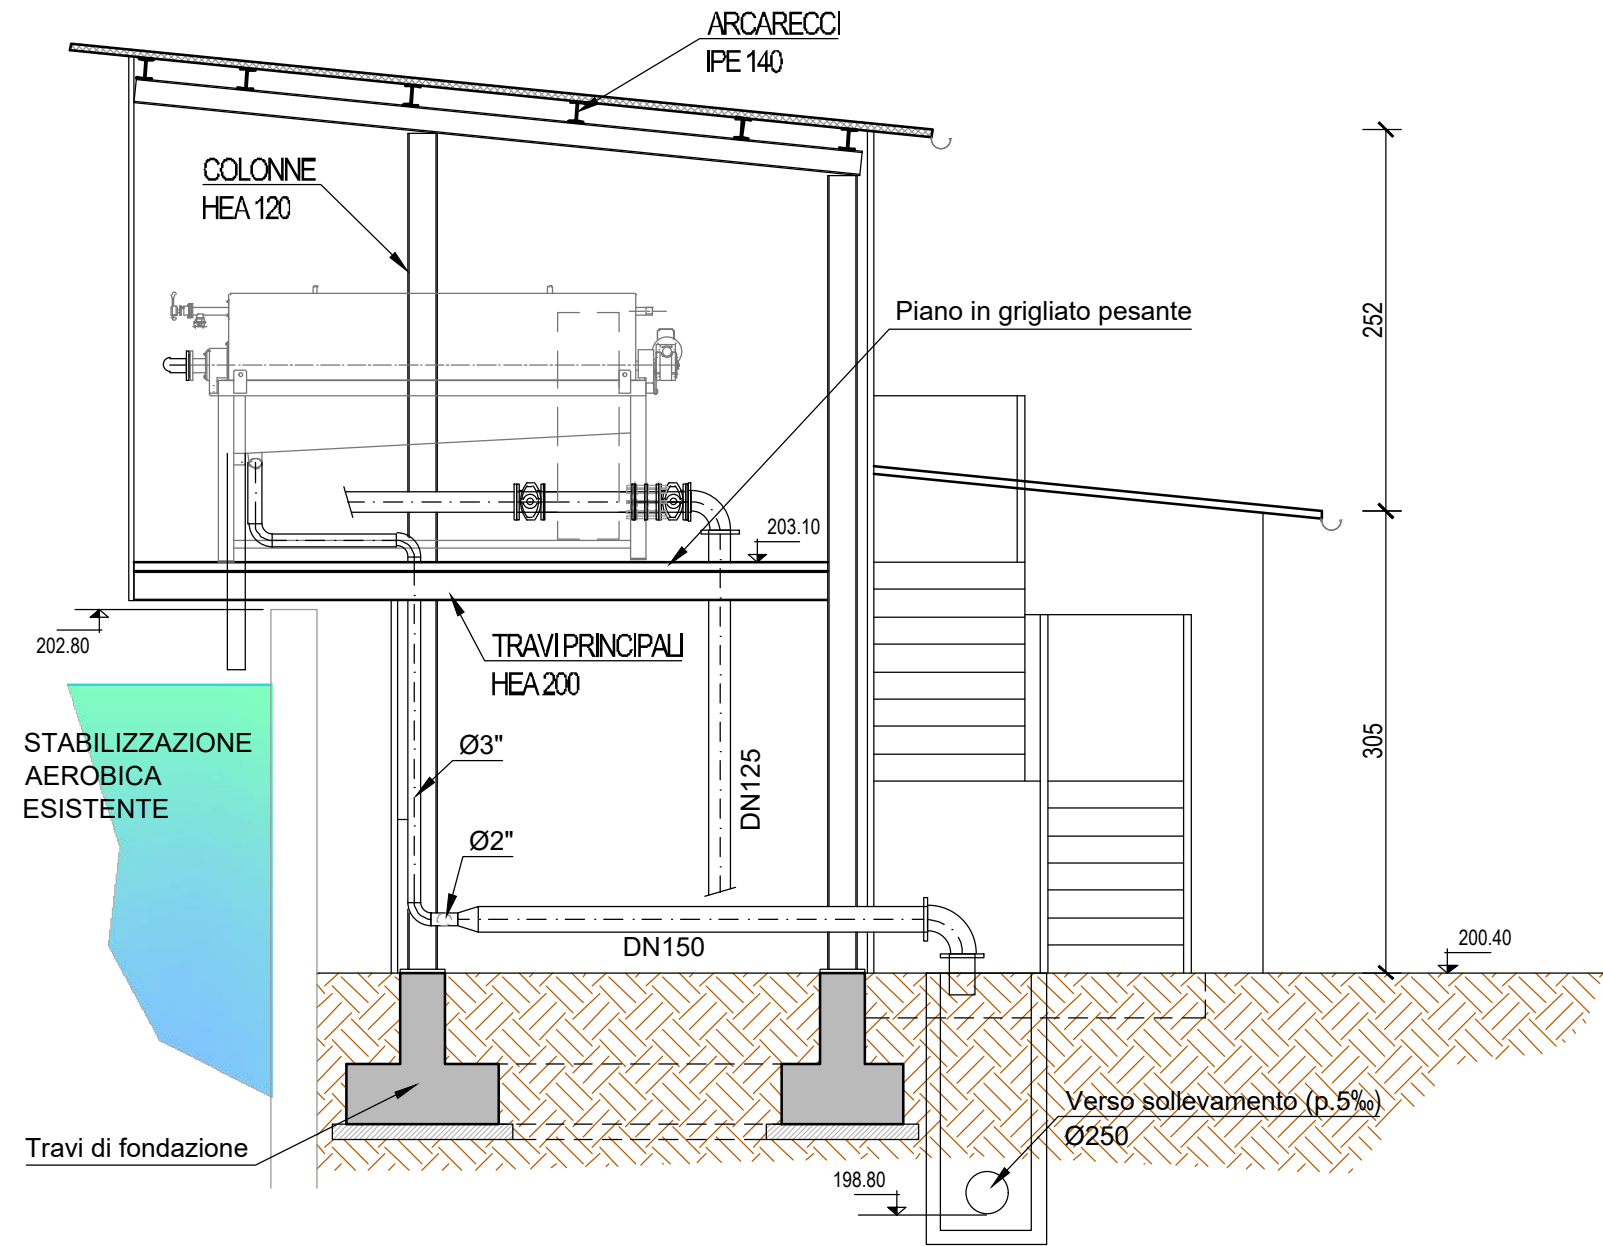 ARCARECCI
IPE 140
COLONNE
HEA 120
Piano in grigliato pesante
252
203.10
202.80
TRAVI PRINCIPALI
HEA 200
STABILIZZAZIONE
AEROBICA
ESISTENTE
Ø3"
DN125
305
Ø2"
DN150
200.40
Verso sollevamento (p.5‰)
Ø250
Travi di fondazione
198.80